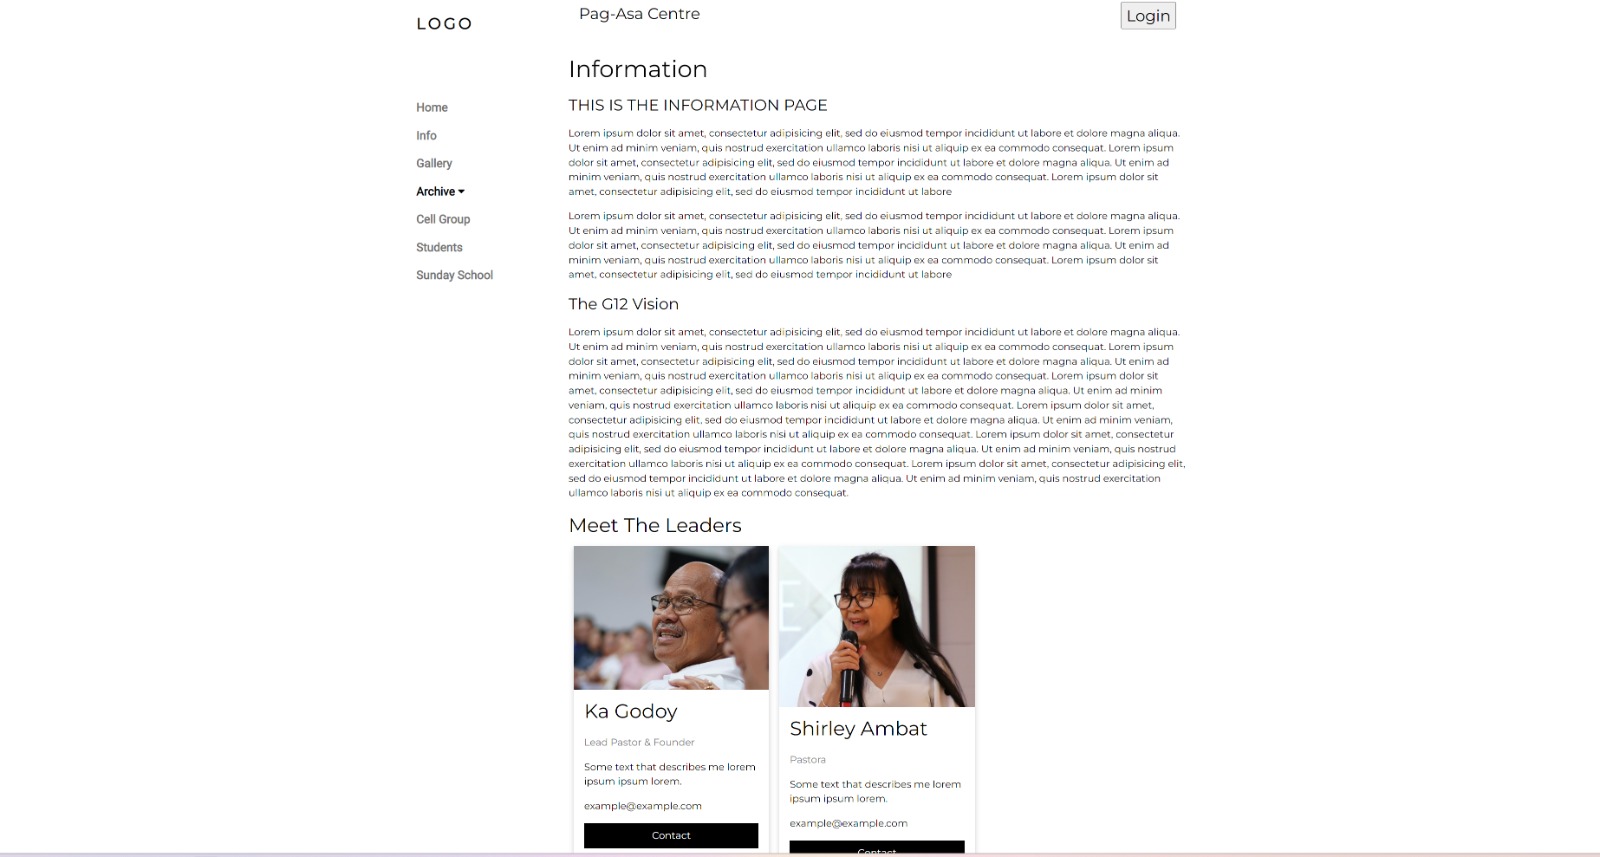 LOGO
Pag-Asa Centre
Login
Home
Info
Gallery
Archive
Cell Group
Students
Sunday School
Information
THIS IS THE INFORMATION PAGE
Lorem ipsum dolor sit amet, consectetur adipisicing elit, sed do eiusmod tempor incididunt ut labore et dolore magna aliqua.
Ut enim ad minim veniam, quis nostrud exercitation ullamco laboris nisi ut aliquip ex ea commodo consequat. Lorem ipsum
dolor sit amet, consectetur adipisicing elit, sed do eiusmod tempor incididunt ut labore et dolore magna aliqua. Ut enim ad
minim veniam, quis nostrud exercitation ullamco laboris nisi ut aliquip ex ea commodo consequat. Lorem ipsum dolor sit
amet, consectetur adipisicing elit, sed do eiusmod tempor incididunt ut labore
Lorem ipsum dolor sit amet, consectetur adipisicing elit, sed do eiusmod tempor incididunt ut labore et dolore magna aliqua.
Ut enim ad minim veniam, quis nostrud exercitation ullamco laboris nisi ut aliquip ex ea commodo consequat. Lorem ipsum
dolor sit amet, consectetur adipisicing elit, sed do eiusmod tempor incididunt ut labore et dolore magna aliqua. Ut enim ad
minim veniam, quis nostrud exercitation ullamco laboris nisi ut aliquip ex ea commodo consequat. Lorem ipsum dolor sit
amet, consectetur adipisicing elit, sed do eiusmod tempor incididunt ut labore
The G12 Vision
Lorem ipsum dolor sit amet, consectetur adipisicing elit, sed do eiusmod tempor incididunt ut labore et dolore magna aliqua.
Ut enim ad minim veniam, quis nostrud exercitation ullamco laboris nisi ut aliquip ex ea commodo consequat. Lorem ipsum
dolor sit amet, consectetur adipisicing elit, sed do eiusmod tempor incididunt ut labore et dolore magna aliqua. Ut enim ad
minim veniam, quis nostrud exercitation ullamco laboris nisi ut aliquip ex ea commodo consequat. Lorem ipsum dolor sit
amet, consectetur adipisicing elit, sed do eiusmod tempor incididunt ut labore et dolore magna aliqua. Ut enim ad minim
veniam, quis nostrud exercitation ullamco laboris nisi ut aliquip ex ea commodo consequat. Lorem ipsum dolor sit amet,
consectetur adipisicing elit, sed do eiusmod tempor incididunt ut labore et dolore magna aliqua. Ut enim ad minim veniam,
quis nostrud exercitation ullamco laboris nisi ut aliquip ex ea commodo consequat. Lorem ipsum dolor sit amet, consectetur
adipisicing elit, sed do eiusmod tempor incididunt ut labore et dolore magna aliqua. Ut enim ad minim veniam, quis nostrud
exercitation ullamco laboris nisi ut aliquip ex ea commodo consequat. Lorem ipsum dolor sit amet, consectetur adipisicing elit,
sed do eiusmod tempor incididunt ut labore et dolore magna aliqua. Ut enim ad minim veniam, quis nostrud exercitation
ullamco laboris nisi ut aliquip ex ea commodo consequat.
Meet The Leaders
Ka Godoy
Lead Pastor & Founder
Some text that describes me lorem
ipsum ipsum lorem.
example@example.com
Contact
Shirley Ambat
Pastora
Some text that describes me lorem
ipsum ipsum lorem.
example@example.com
Contact